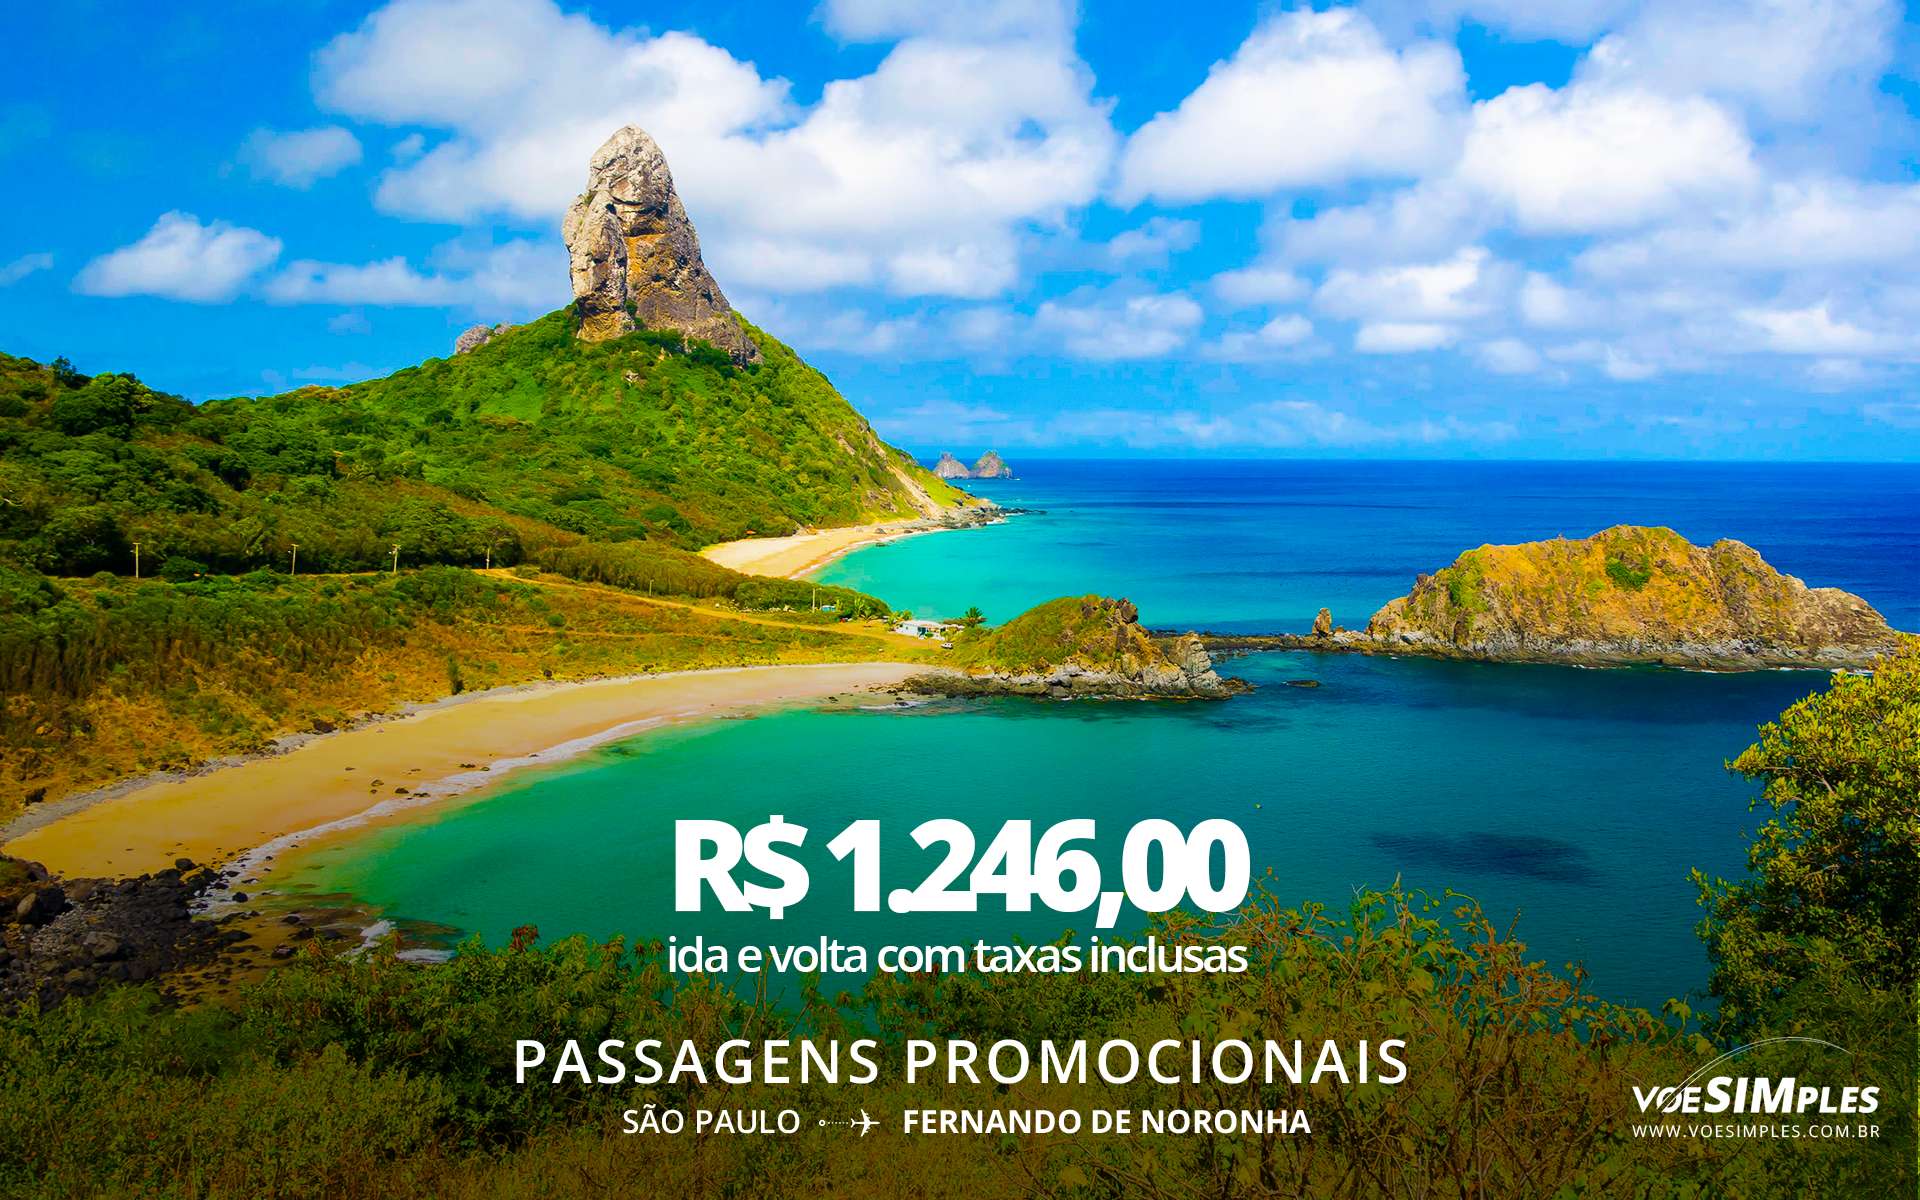 R$ 1.246,00
ida e volta com taxas inclusas
PASSAGENS PROMOCIONAIS
SÃO PAULO FERNANDO DE NORONHA
VOESIMPLES
WWW.VOESIMPLES.COM.BR